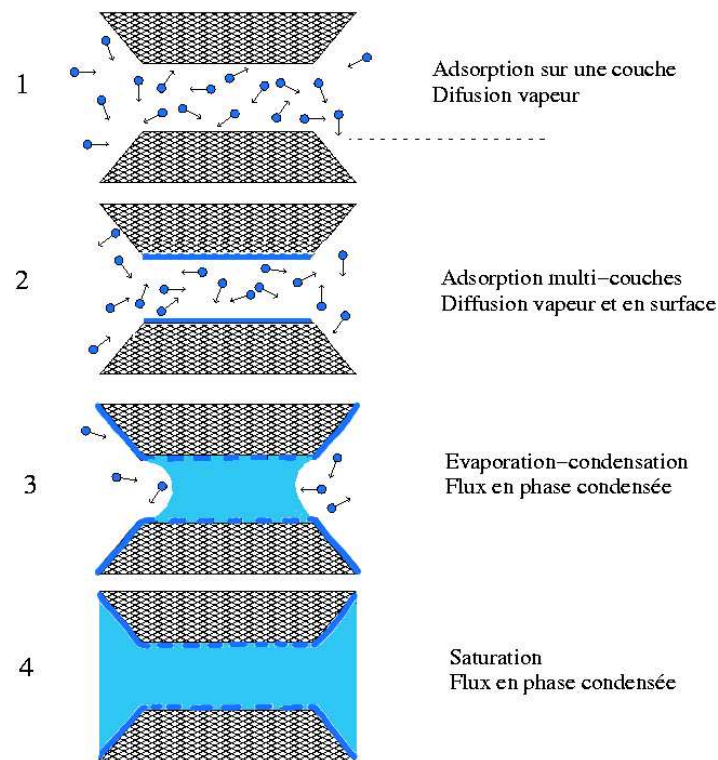 1
Adsorption sur une couche
Difusion vapeur
2
Adsorption multi-couches
Diffusion vapeur et en surface
3
Evaporation-condensation
Flux en phase condensée
4
Saturation
Flux en phase condensée